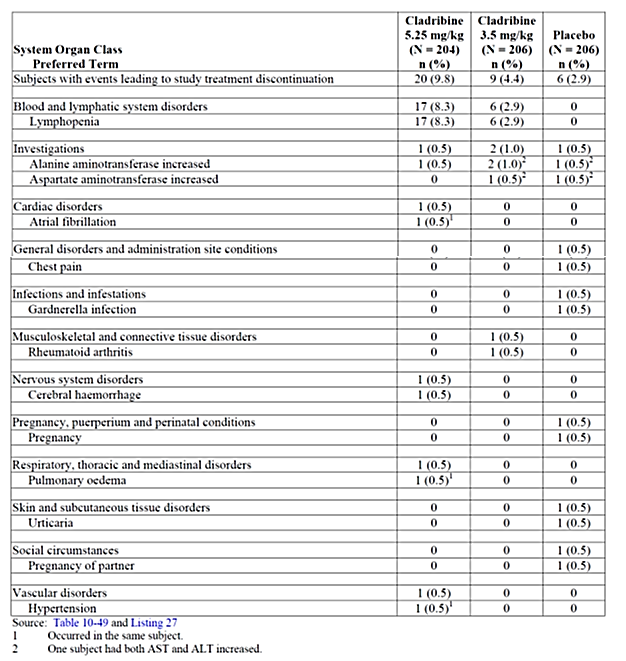 System Organ Class
Preferred Term
Cladribine
5.25 mg/kg
(N = 204)
n (%)
Cladribine
3.5 mg/kg
(N = 206)
n (%)
Placebo
(N = 206)
n (%)
Subjects with events leading to study treatment discontinuation 20 (9.8) 9 (4.4) 6 (2.9)
Blood and lymphatic system disorders 17 (8.3) 6 (2.9) 0
Lymphopenia 17 (8.3) 6 (2.9) 0
Investigations 1 (0.5) 2 (1.0) 1 (0.5)
Alanine aminotransferase increased 1 (0.5) 2 (1.0)² 1 (0.5)²
Aspartate aminotransferase increased 0 1 (0.5)² 1 (0.5)²
Cardiac disorders 1 (0.5) 0 0
Atrial fibrillation 1 (0.5)¹ 0 0
General disorders and administration site conditions 0 0 1 (0.5)
Chest pain 0 0 1 (0.5)
Infections and infestations 0 0 1 (0.5)
Gardnerella infection 0 0 1 (0.5)
Musculoskeletal and connective tissue disorders 0 1 (0.5) 0
Rheumatoid arthritis 0 1 (0.5) 0
Nervous system disorders 1 (0.5) 0 0
Cerebral haemorrhage 1 (0.5) 0 0
Pregnancy, puerperium and perinatal conditions 0 0 1 (0.5)
Pregnancy 0 0 1 (0.5)
Respiratory, thoracic and mediastinal disorders 1 (0.5) 0 0
Pulmonary oedema 1 (0.5)¹ 0 0
Skin and subcutaneous tissue disorders 0 0 1 (0.5)
Urticaria 0 0 1 (0.5)
Social circumstances 0 0 1 (0.5)
Pregnancy of partner 0 0 1 (0.5)
Vascular disorders 1 (0.5) 0 0
Hypertension 1 (0.5)¹ 0 0
Source: Table 10-49 and Listing 27
1 Occurred in the same subject.
2 One subject had both AST and ALT increased.